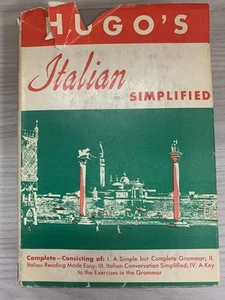 HUGO'S
Italian
SIMPLIFIED
Complete—Consisting of: I. A Simple but Complete Grammar; II.
Italian Reading Made Easy; III. Italian Conversation Simplified; IV. A Key
to the Exercises in the Grammar